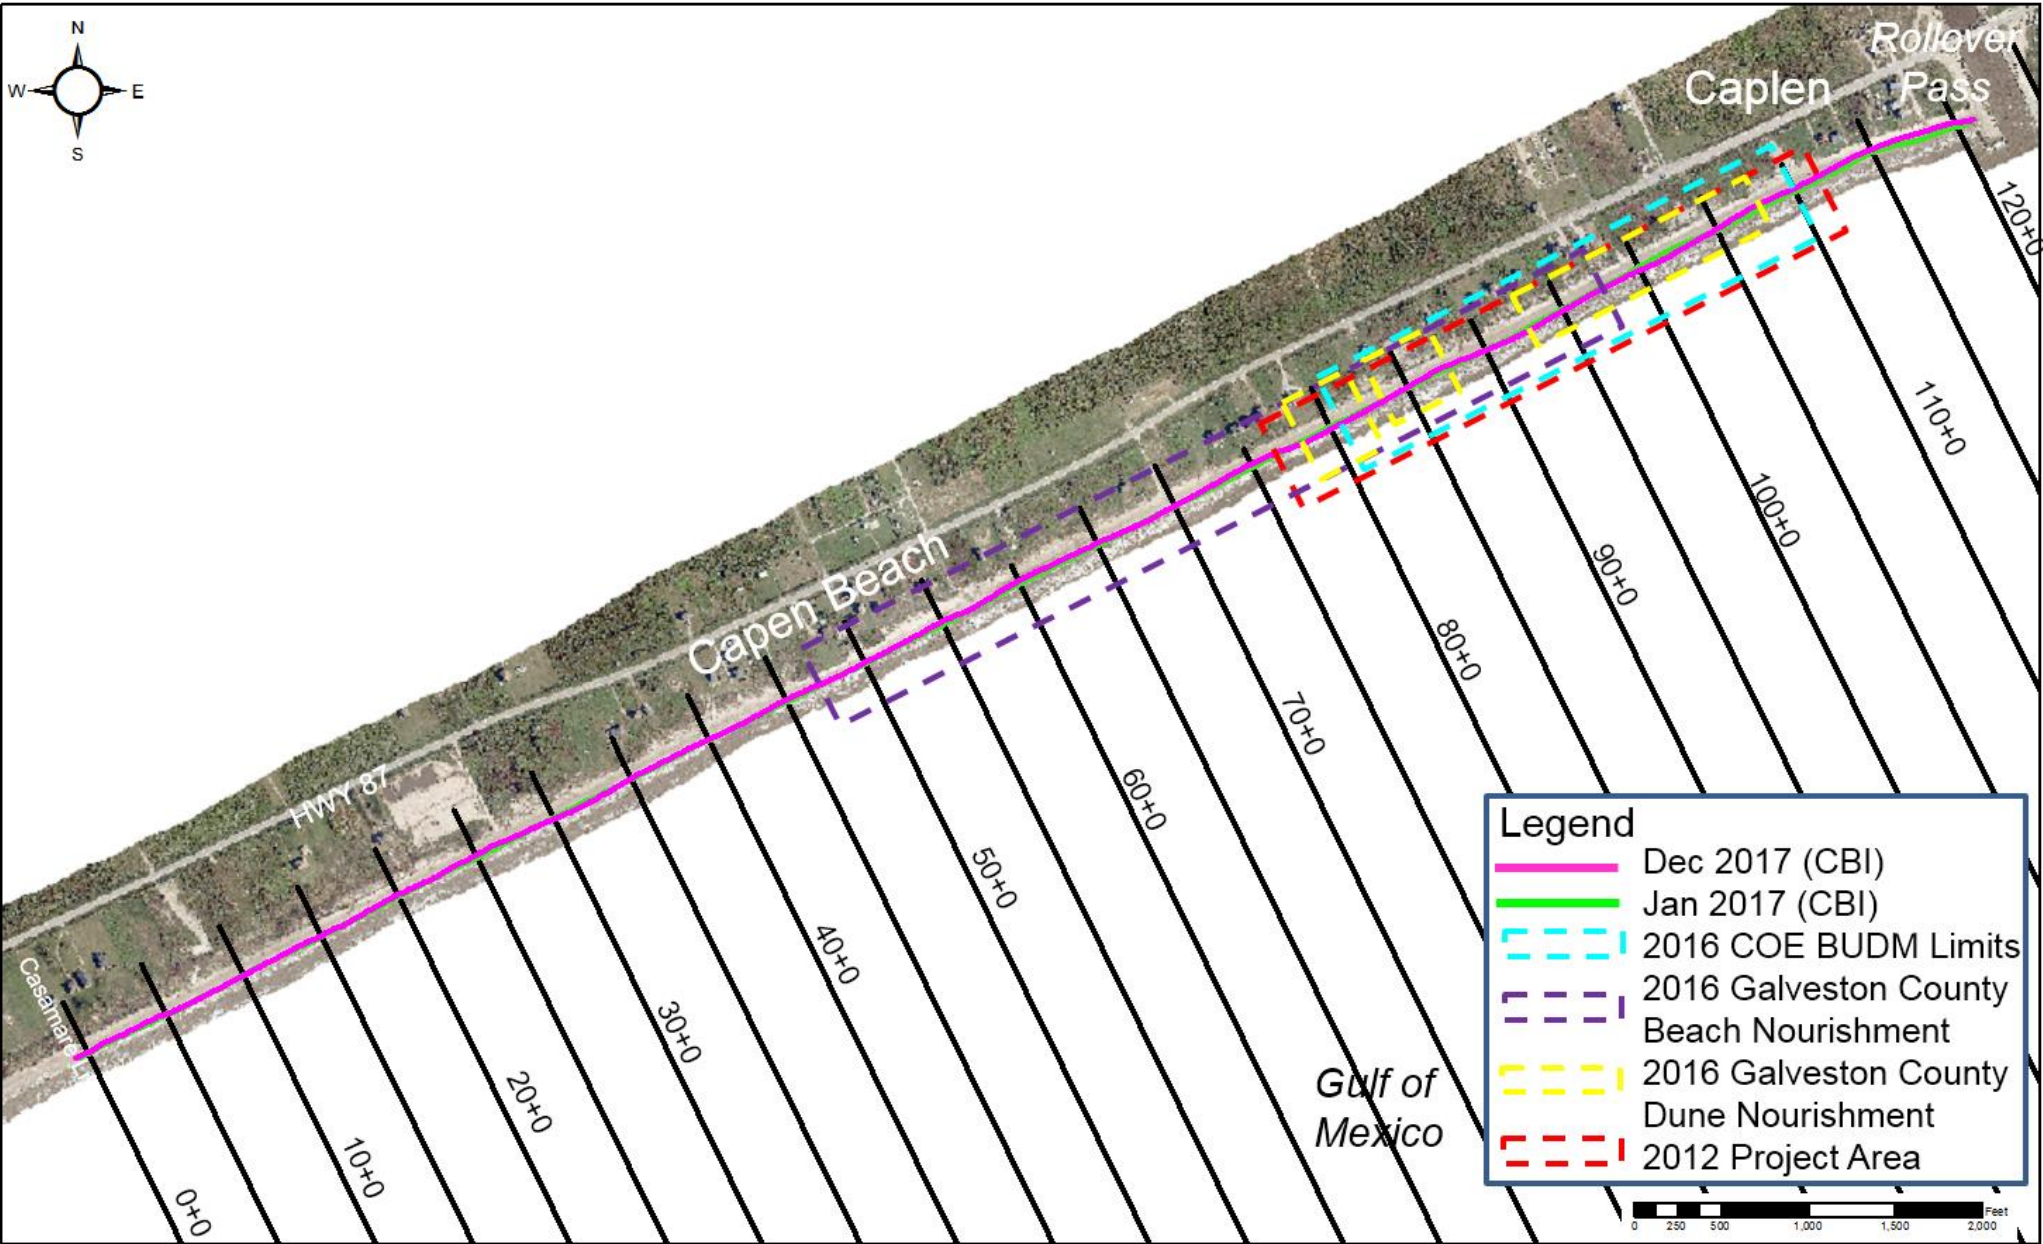 N
W E
S
Rollover
Pass
Caplen
Capen Beach
HWY 87
0+0
10+0
20+0
30+0
40+0
50+0
60+0
70+0
80+0
90+0
100+0
110+0
120+0
Gulf of
Mexico
Legend
Dec 2017 (CBI)
Jan 2017 (CBI)
2016 COE BUDM Limits
2016 Galveston County
Beach Nourishment
2016 Galveston County
Dune Nourishment
2012 Project Area
Feet
0 250 500 1,000 1,500 2,000